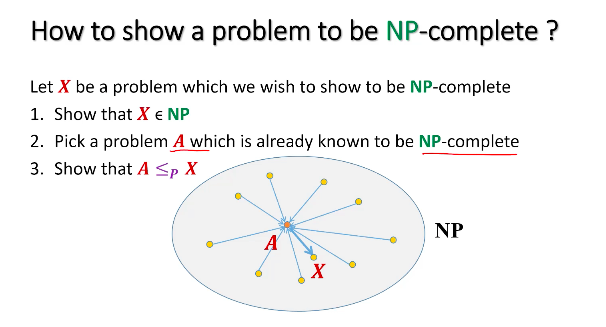 How to show a problem to be NP-complete ?
Let X be a problem which we wish to show to be NP-complete
1. Show that X ϵ NP
2. Pick a problem A which is already known to be NP-complete
3. Show that A ≤P X
A
X
NP